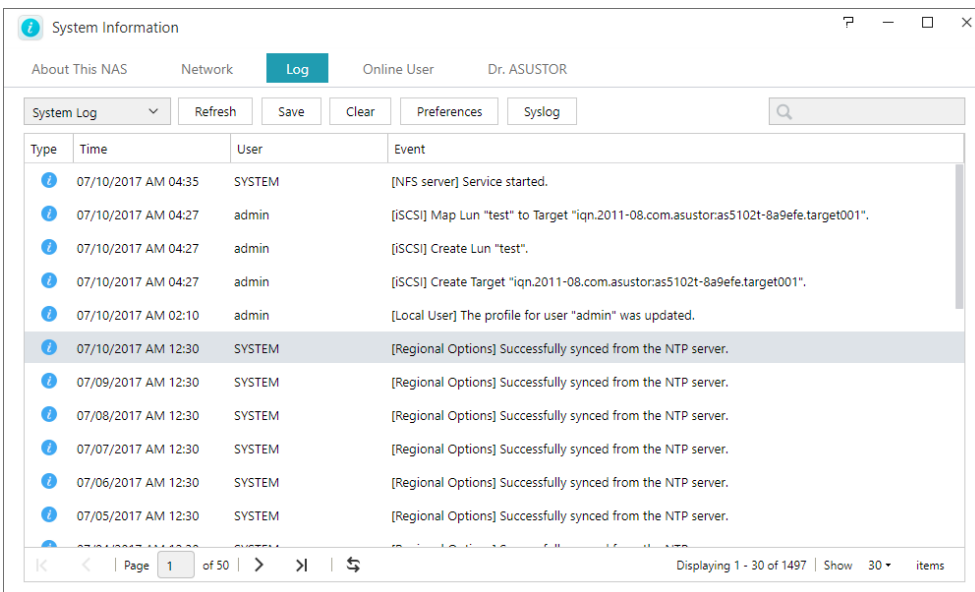 System Information
About This NAS Network Log Online User Dr. ASUSTOR
System Log Refresh Save Clear Preferences Syslog
Type Time User Event
07/10/2017 AM 04:35 SYSTEM [NFS server] Service started.
07/10/2017 AM 04:27 admin [iSCSI] Map Lun "test" to Target "iqn.2011-08.com.asustor:as5102t-8a9efe.target001".
07/10/2017 AM 04:27 admin [iSCSI] Create Lun "test".
07/10/2017 AM 04:27 admin [iSCSI] Create Target "iqn.2011-08.com.asustor:as5102t-8a9efe.target001".
07/10/2017 AM 02:10 admin [Local User] The profile for user "admin" was updated.
07/10/2017 AM 12:30 SYSTEM [Regional Options] Successfully synced from the NTP server.
07/09/2017 AM 12:30 SYSTEM [Regional Options] Successfully synced from the NTP server.
07/08/2017 AM 12:30 SYSTEM [Regional Options] Successfully synced from the NTP server.
07/07/2017 AM 12:30 SYSTEM [Regional Options] Successfully synced from the NTP server.
07/06/2017 AM 12:30 SYSTEM [Regional Options] Successfully synced from the NTP server.
07/05/2017 AM 12:30 SYSTEM [Regional Options] Successfully synced from the NTP server.
Page 1 of 50 Displaying 1 - 30 of 1497 Show 30 items